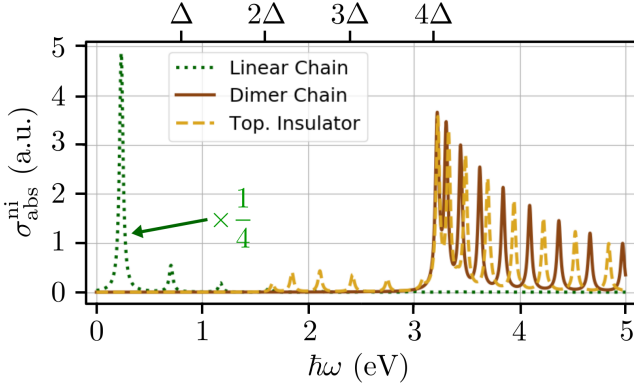 Δ 2Δ 3Δ 4Δ
5
4
3
2
1
0
σ^ni_abs (a.u.)
Linear Chain
Dimer Chain
Top. Insulator
× 1/4
0 1 2 3 4 5
ħω (eV)